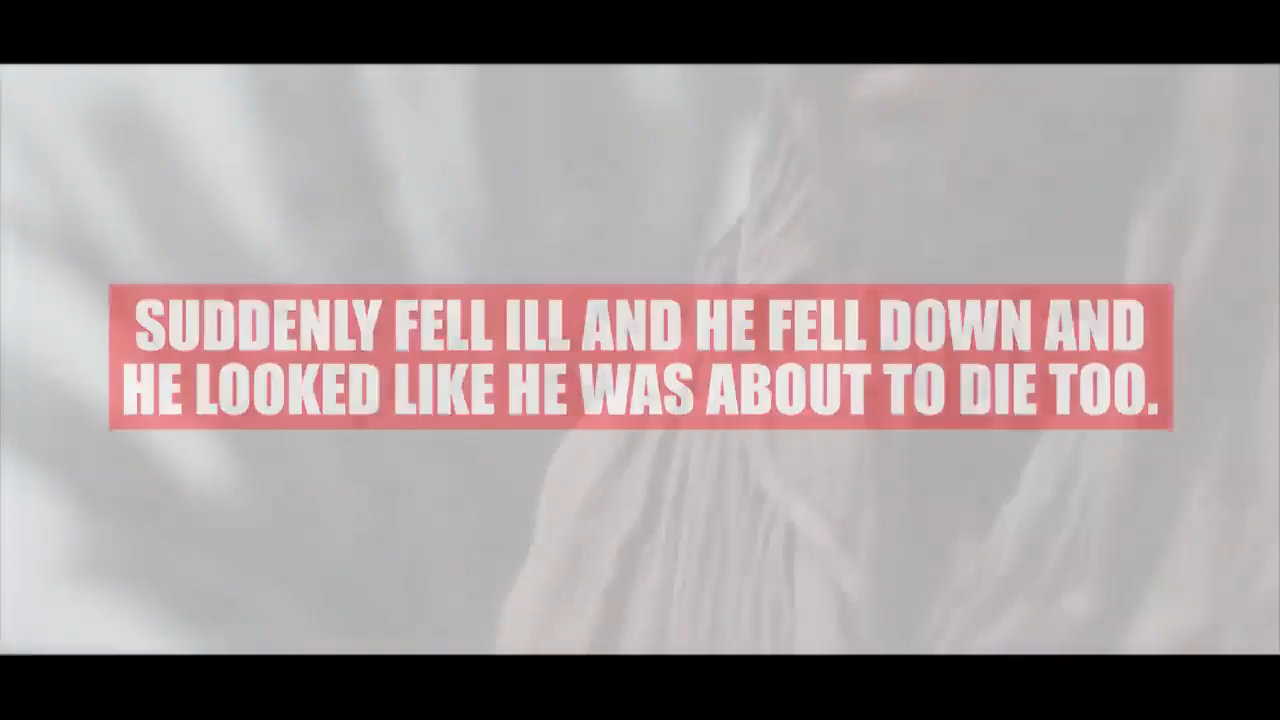 SUDDENLY FELL ILL AND HE FELL DOWN AND
HE LOOKED LIKE HE WAS ABOUT TO DIE TOO.